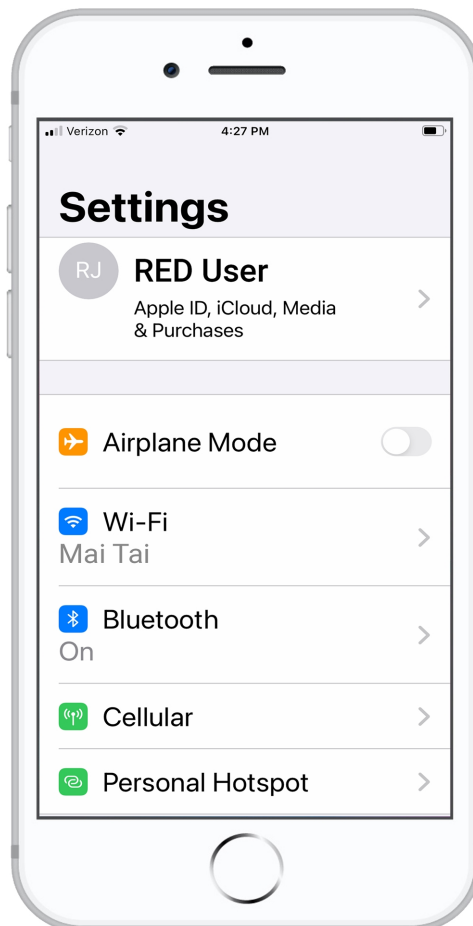 Verizon 4:27 PM
Settings
RJ
RED User
Apple ID, iCloud, Media
& Purchases
Airplane Mode
Wi-Fi
Mai Tai
Bluetooth
On
Cellular
Personal Hotspot